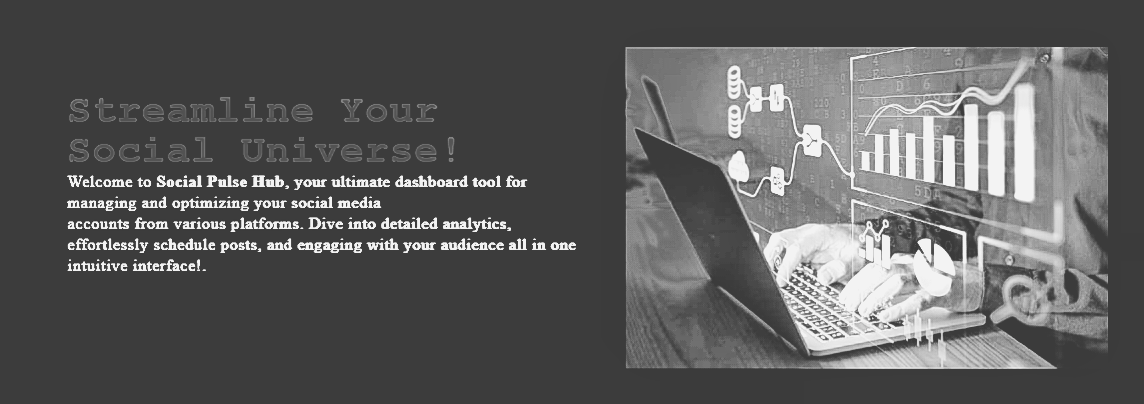 Streamline Your
Social Universe!
Welcome to Social Pulse Hub, your ultimate dashboard tool for
managing and optimizing your social media
accounts from various platforms. Dive into detailed analytics,
effortlessly schedule posts, and engaging with your audience all in one
intuitive interface!.